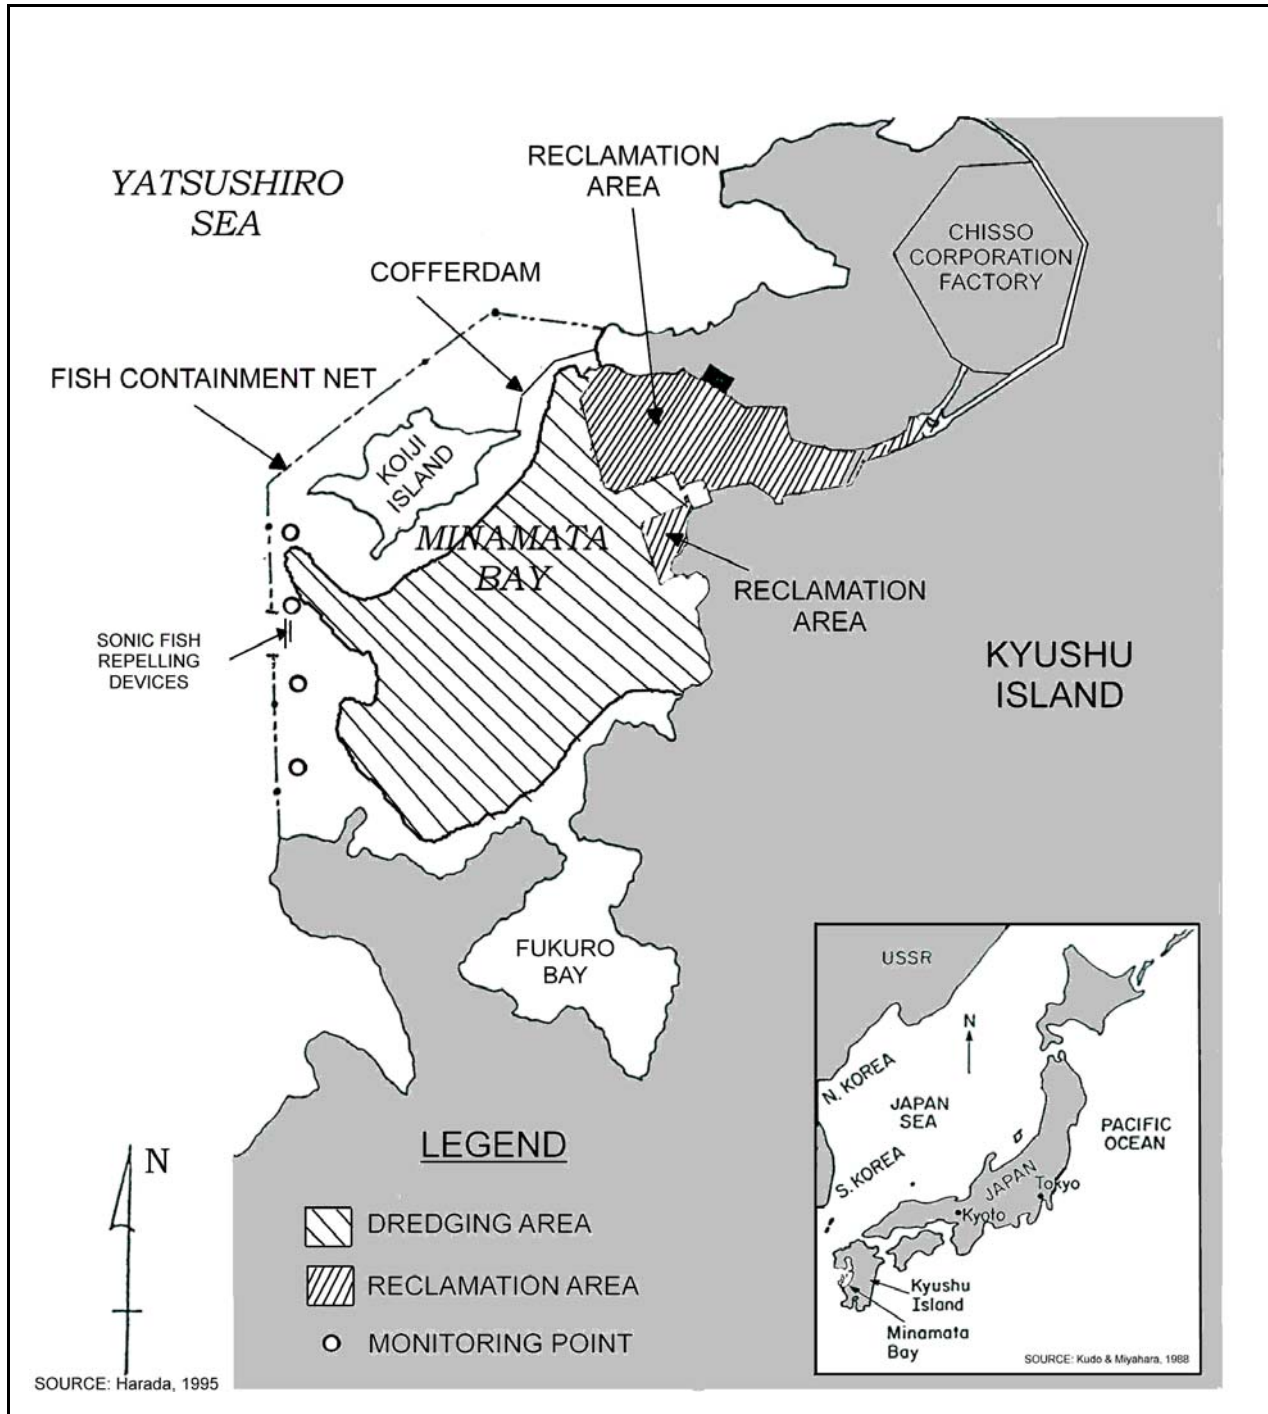 RECLAMATION
AREA
YATSUSHIRO
SEA
CHISSO
CORPORATION
FACTORY
COFFERDAM
FISH CONTAINMENT NET
KOIJI
ISLAND
MINAMATA
BAY
RECLAMATION
AREA
SONIC FISH
REPELLING
DEVICES
KYUSHU
ISLAND
FUKURO
BAY
LEGEND
DREDGING AREA
RECLAMATION AREA
MONITORING POINT
N
SOURCE: Harada, 1995
USSR
N
N. KOREA
JAPAN
SEA
PACIFIC
OCEAN
S. KOREA
JAPAN
Tokyo
Kyoto
Kyushu
Island
Minamata
Bay
SOURCE: Kudo & Miyahara, 1988